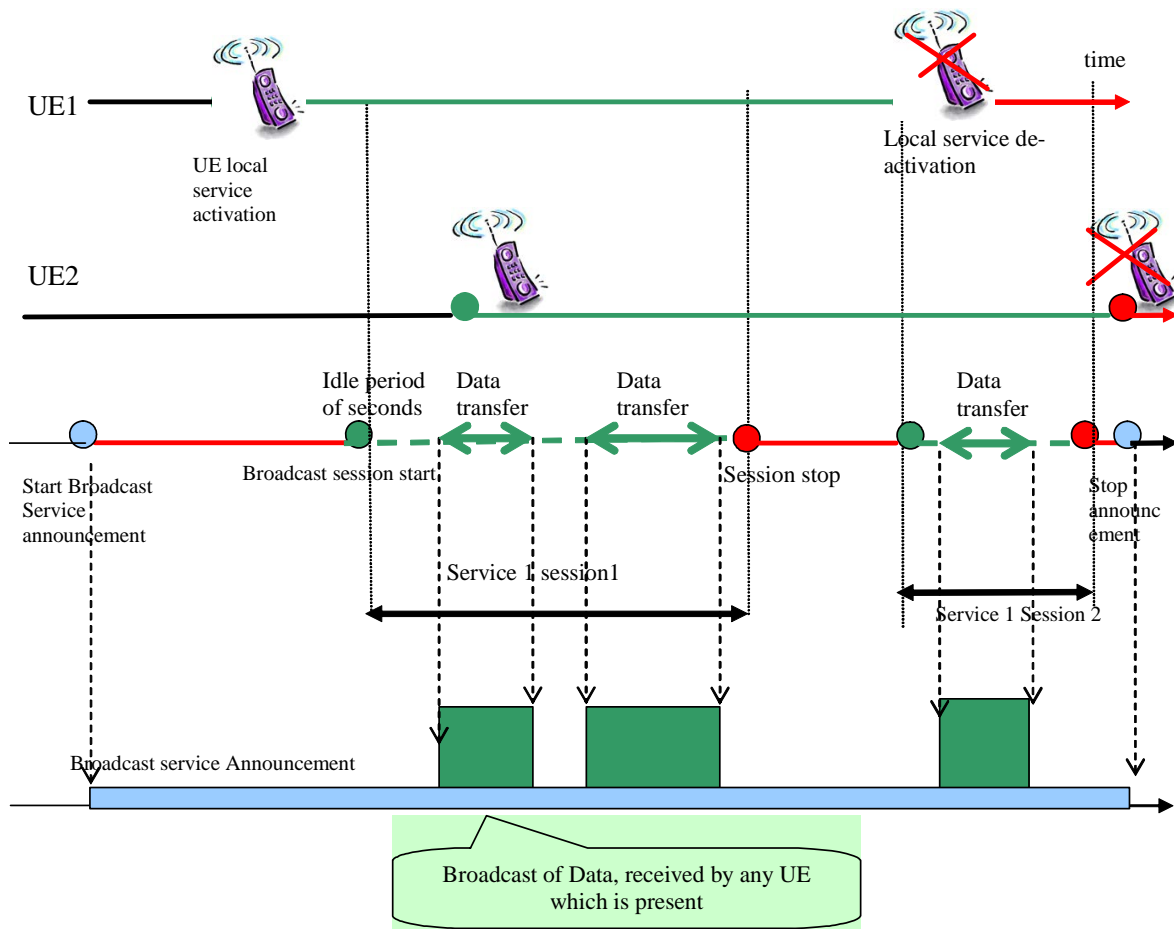 time
UE1
UE local
service
activation
Local service de-
activation
UE2
Idle period
of seconds
Data
transfer
Data
transfer
Data
transfer
Broadcast session start
Session stop
Start Broadcast
Service
announcement
Stop
announc
ement
Service 1 session1
Service 1 Session 2
Broadcast service Announcement
Broadcast of Data, received by any UE
which is present